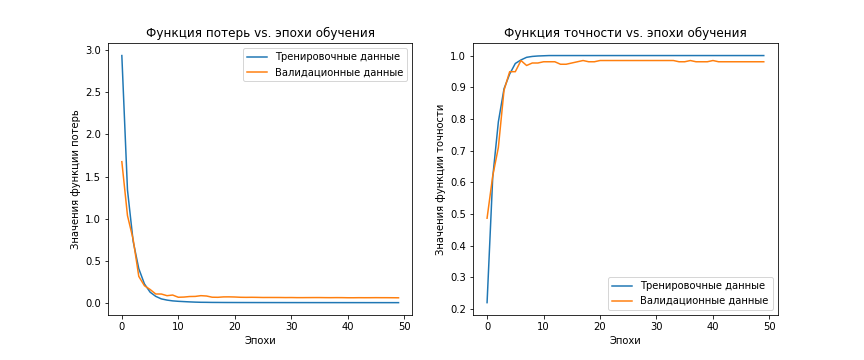 Функция потерь vs. эпохи обучения
3.0
2.5
2.0
1.5
1.0
0.5
0.0
Значения функции потерь
Тренировочные данные
Валидационные данные
0 10 20 30 40 50
Эпохи
Функция точности vs. эпохи обучения
1.0
0.9
0.8
0.7
0.6
0.5
0.4
0.3
0.2
Значения функции точности
Тренировочные данные
Валидационные данные
0 10 20 30 40 50
Эпохи